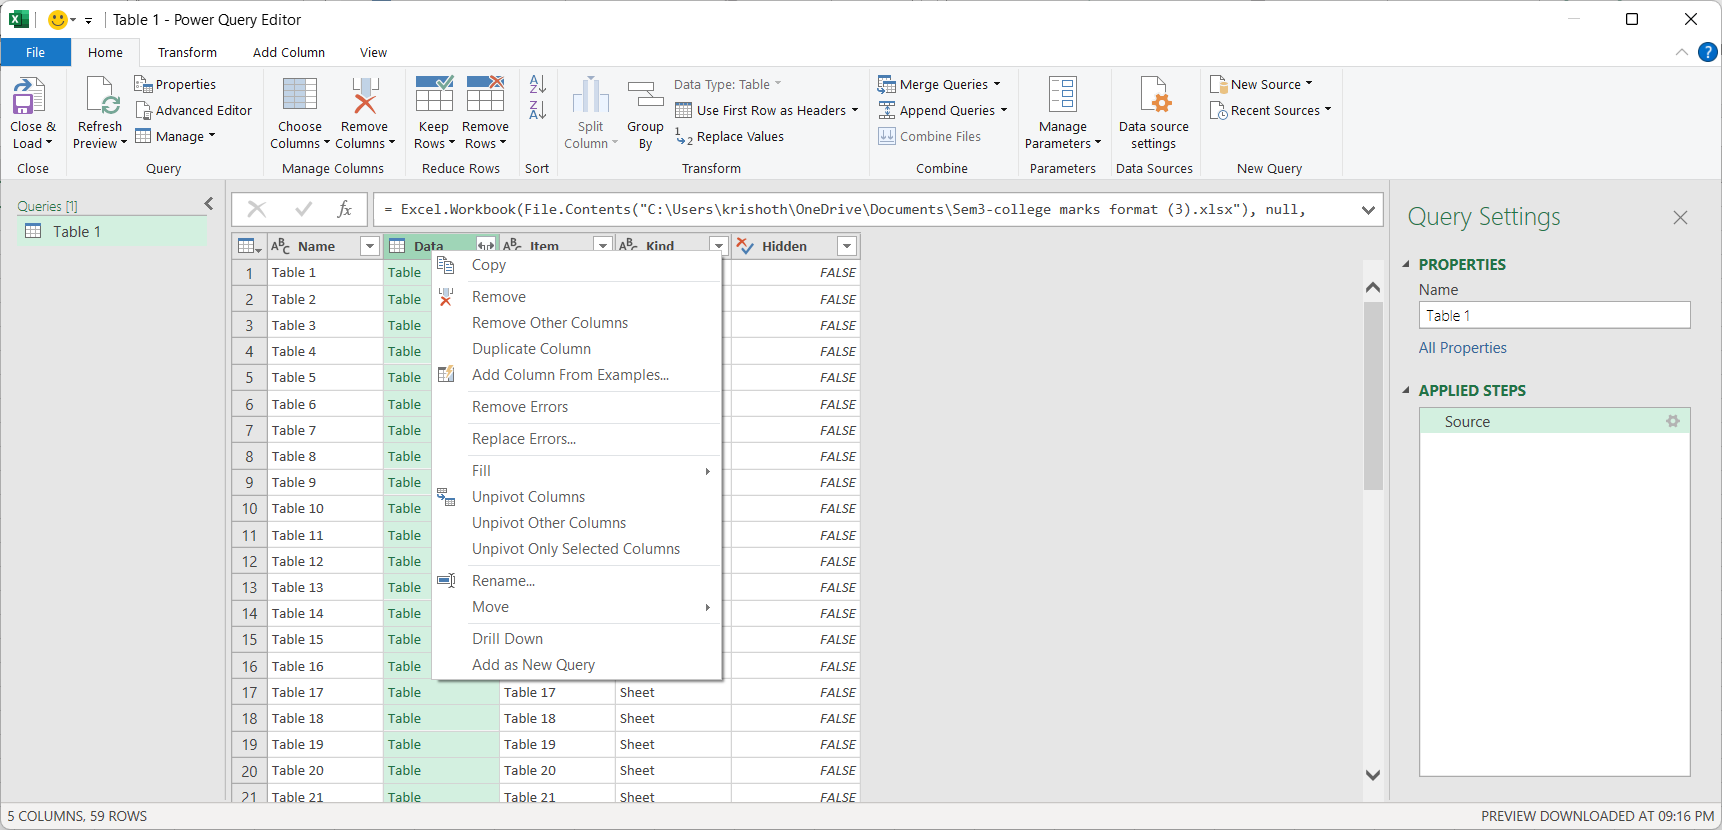 Table 1 - Power Query Editor
File Home Transform Add Column View
Close & Load
Close
Refresh Preview
Properties
Advanced Editor
Manage
Query
Choose Columns
Remove Columns
Manage Columns
Keep Rows
Remove Rows
Reduce Rows
Sort
Split Column
Group By
Data Type: Table
Use First Row as Headers
Replace Values
Transform
Merge Queries
Append Queries
Combine Files
Combine
Manage Parameters
Parameters
Data source settings
Data Sources
New Source
Recent Sources
New Query
Queries [1]
Table 1
fx = Excel.Workbook(File.Contents("C:\Users\krishoth\OneDrive\Documents\Sem3-college marks format (3).xlsx"), null,
Name Data Item Kind Hidden
1 Table 1 Table FALSE
2 Table 2 Table FALSE
3 Table 3 Table FALSE
4 Table 4 Table FALSE
5 Table 5 Table FALSE
6 Table 6 Table FALSE
7 Table 7 Table FALSE
8 Table 8 Table FALSE
9 Table 9 Table FALSE
10 Table 10 Table FALSE
11 Table 11 Table FALSE
12 Table 12 Table FALSE
13 Table 13 Table FALSE
14 Table 14 Table FALSE
15 Table 15 Table FALSE
16 Table 16 Table FALSE
17 Table 17 Table Table 17 Sheet FALSE
18 Table 18 Table Table 18 Sheet FALSE
19 Table 19 Table Table 19 Sheet FALSE
20 Table 20 Table Table 20 Sheet FALSE
21 Table 21 Table Table 21 Sheet FALSE
Copy
Remove
Remove Other Columns
Duplicate Column
Add Column From Examples...
Remove Errors
Replace Errors...
Fill
Unpivot Columns
Unpivot Other Columns
Unpivot Only Selected Columns
Rename...
Move
Drill Down
Add as New Query
Query Settings
PROPERTIES
Name
Table 1
All Properties
APPLIED STEPS
Source
5 COLUMNS, 59 ROWS
PREVIEW DOWNLOADED AT 09:16 PM